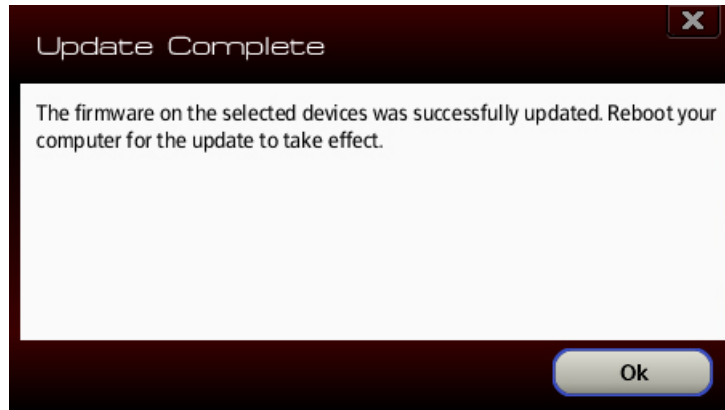 Update Complete
The firmware on the selected devices was successfully updated. Reboot your
computer for the update to take effect.
Ok